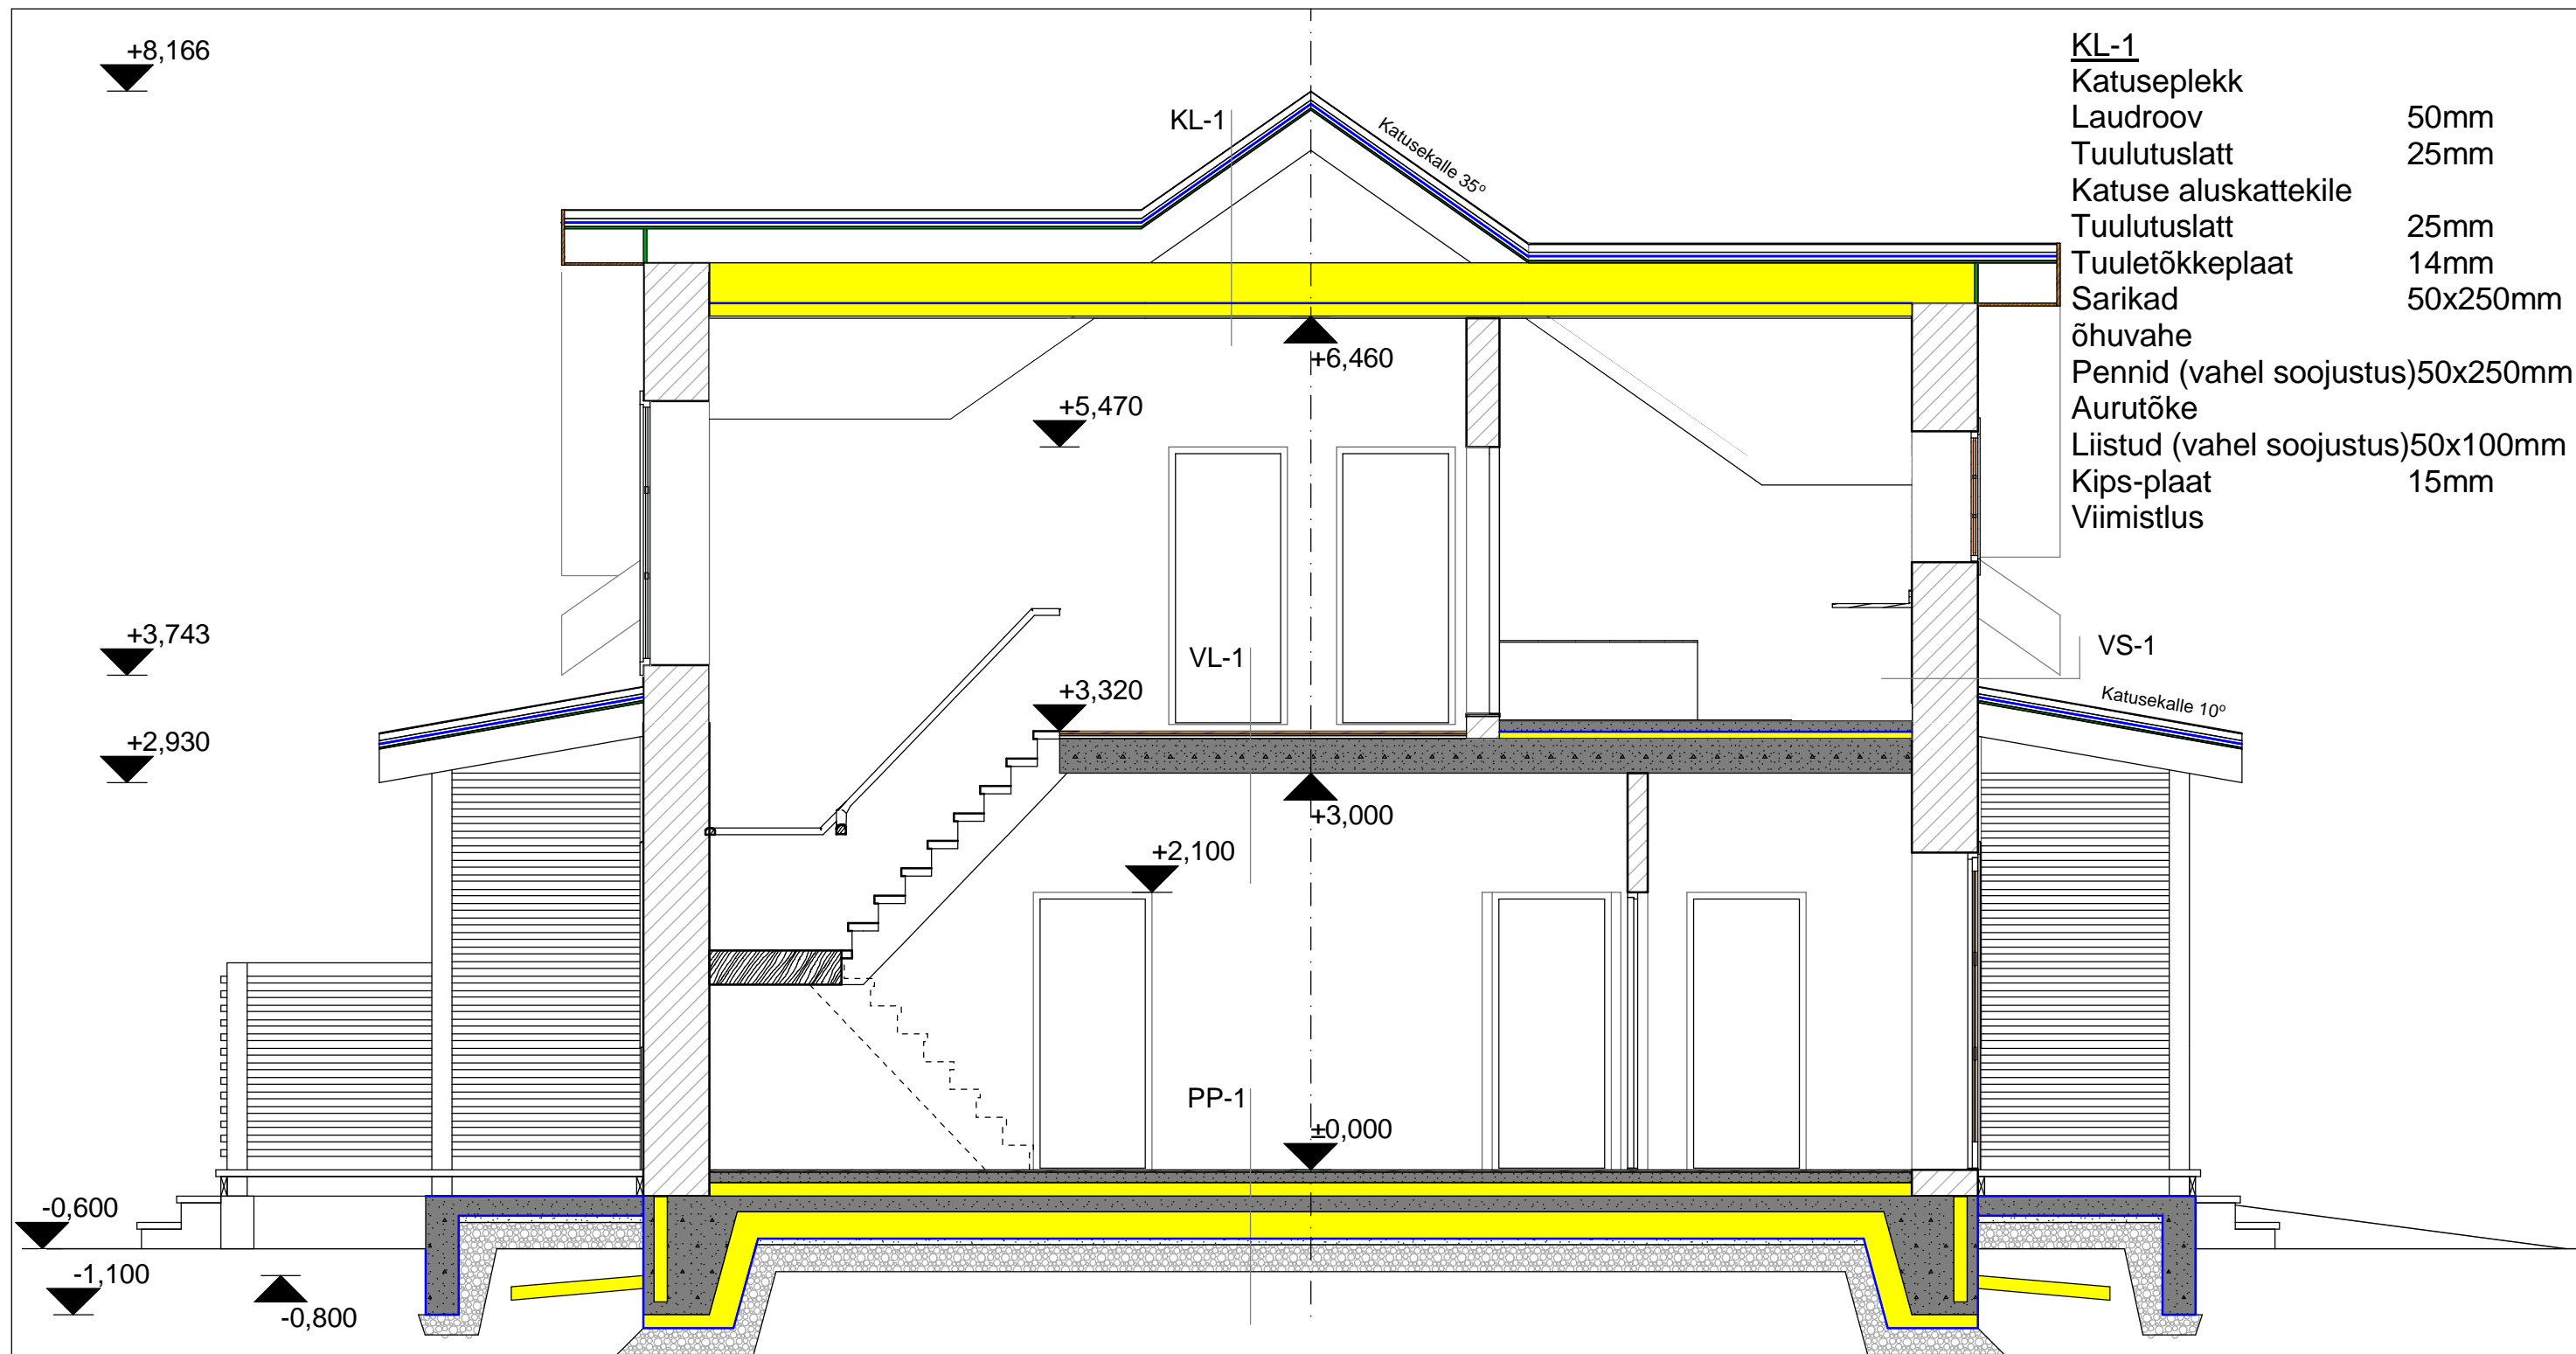 +8,166
KL-1
Katusekalle 35º
KL-1
Katuseplekk
Laudroov 50mm
Tuulutuslatt 25mm
Katuse aluskattekile
Tuulutuslatt 25mm
Tuuletõkkeplaat 14mm
Sarikad 50x250mm
õhuvahe
Pennid (vahel soojustus)50x250mm
Aurutõke
Liistud (vahel soojustus)50x100mm
Kips-plaat 15mm
Viimistlus
+6,460
+5,470
+3,743
VL-1
VS-1
+3,320
Katusekalle 10º
+2,930
+3,000
+2,100
PP-1
±0,000
-0,600
-1,100
-0,800